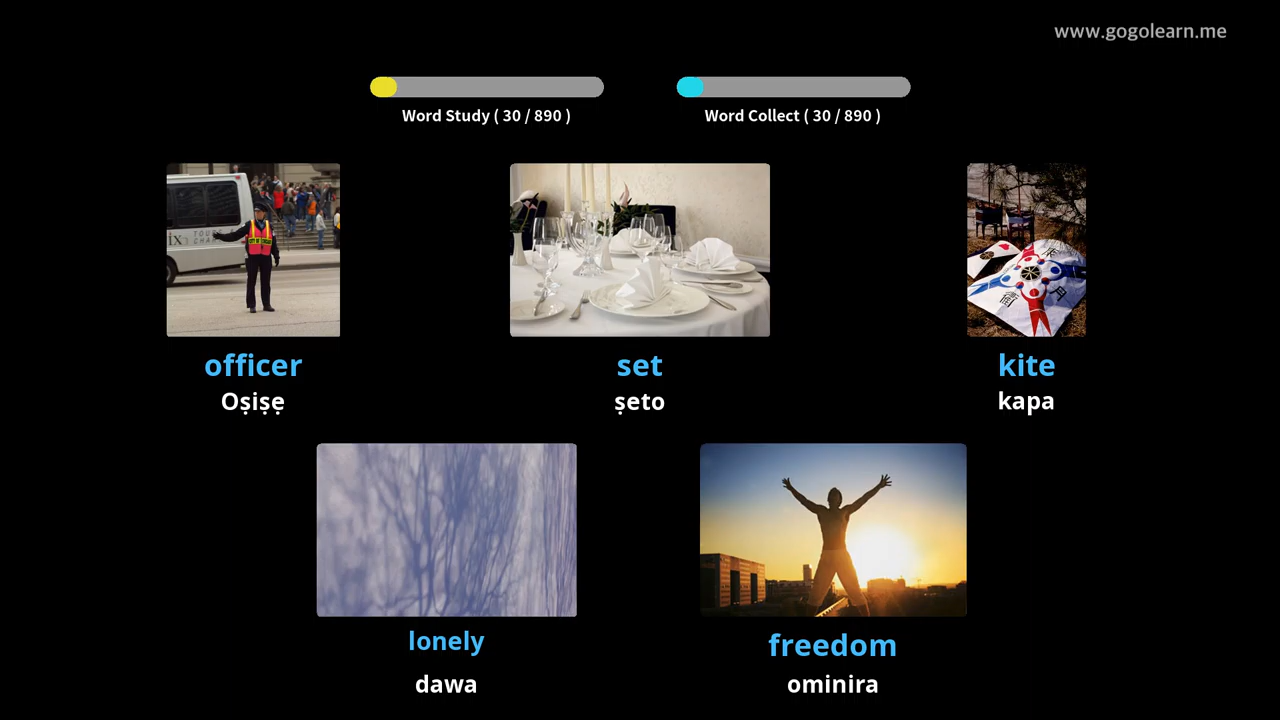 www.gogolearn.me
Word Study ( 30 / 890 )
Word Collect ( 30 / 890 )
officer
Oṣiṣẹ
set
ṣeto
kite
kapa
lonely
dawa
freedom
ominira